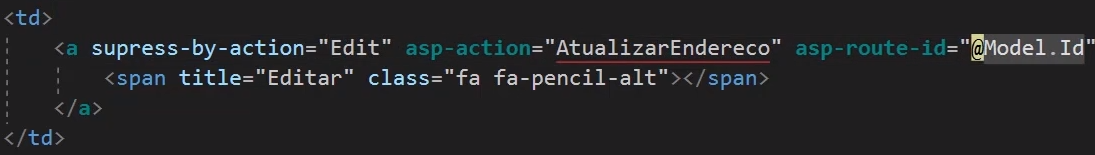 <td>
<a supress-by-action="Edit" asp-action="AtualizarEndereco" asp-route-id="@Model.Id"
<span title="Editar" class="fa fa-pencil-alt"></span>
</a>
</td>